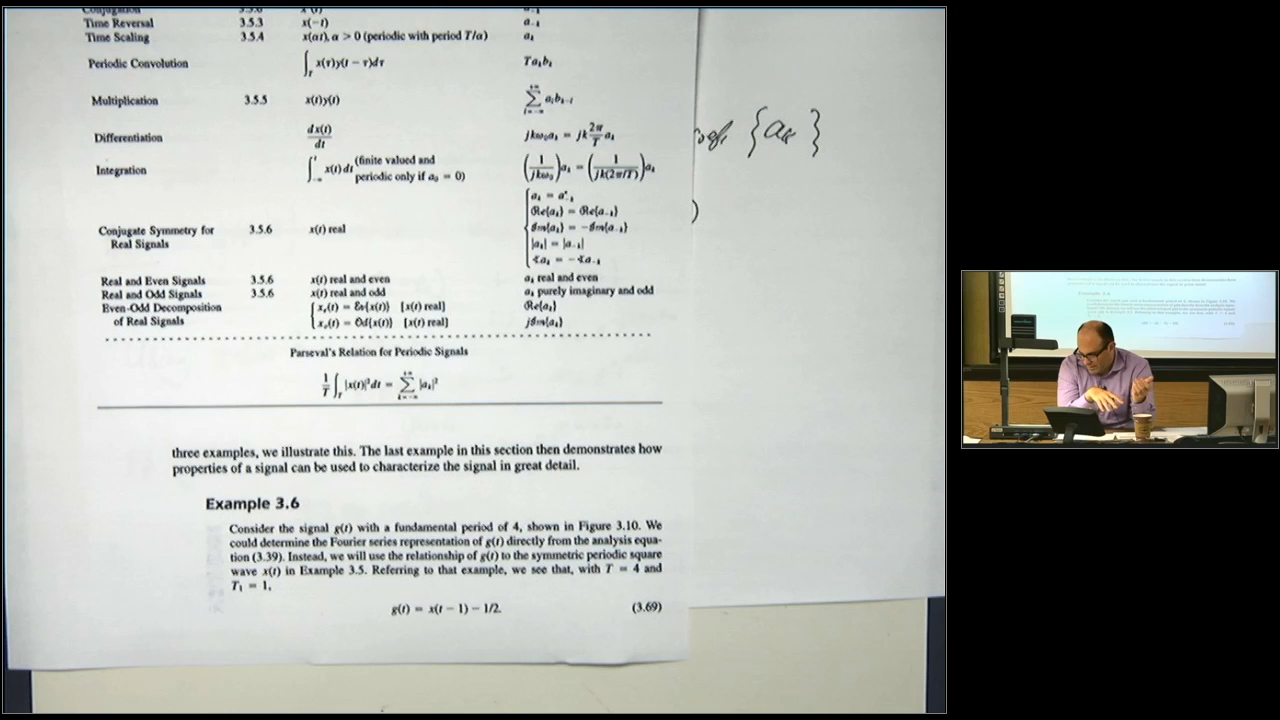 Time Reversal 3.5.3 x(−t) a₋ₖ
Time Scaling 3.5.4 x(αt), α > 0 (periodic with period T/α) aₖ
Periodic Convolution ∫_T x(τ)y(t − τ)dτ Taₖbₖ
Multiplication 3.5.5 x(t)y(t) ∑_{l=−∞}^{+∞} aₗbₖ₋ₗ
Differentiation dx(t)/dt jkω₀aₖ = jk(2π/T)aₖ
Integration ∫_{−∞}^{t} x(t) dt (finite valued and periodic only if a₀ = 0) (1/jkω₀)aₖ = (1/jk(2π/T))aₖ
Conjugate Symmetry for Real Signals 3.5.6 x(t) real
aₖ = a*₋ₖ
Re{aₖ} = Re{a₋ₖ}
Im{aₖ} = −Im{a₋ₖ}
|aₖ| = |a₋ₖ|
∢aₖ = −∢a₋ₖ
Real and Even Signals 3.5.6 x(t) real and even aₖ real and even
Real and Odd Signals 3.5.6 x(t) real and odd aₖ purely imaginary and odd
Even-Odd Decomposition xₑ(t) = Ev{x(t)} [x(t) real] Re{aₖ}
of Real Signals xₒ(t) = Od{x(t)} [x(t) real] jIm{aₖ}
Parseval's Relation for Periodic Signals
1/T ∫_T |x(t)|²dt = ∑_{k=−∞}^{+∞} |aₖ|²
three examples, we illustrate this. The last example in this section then demonstrates how
properties of a signal can be used to characterize the signal in great detail.
Example 3.6
Consider the signal g(t) with a fundamental period of 4, shown in Figure 3.10. We
could determine the Fourier series representation of g(t) directly from the analysis equa-
tion (3.39). Instead, we will use the relationship of g(t) to the symmetric periodic square
wave x(t) in Example 3.5. Referring to that example, we see that, with T = 4 and
T₁ = 1,
g(t) = x(t − 1) − 1/2. (3.69)
{aₖ}